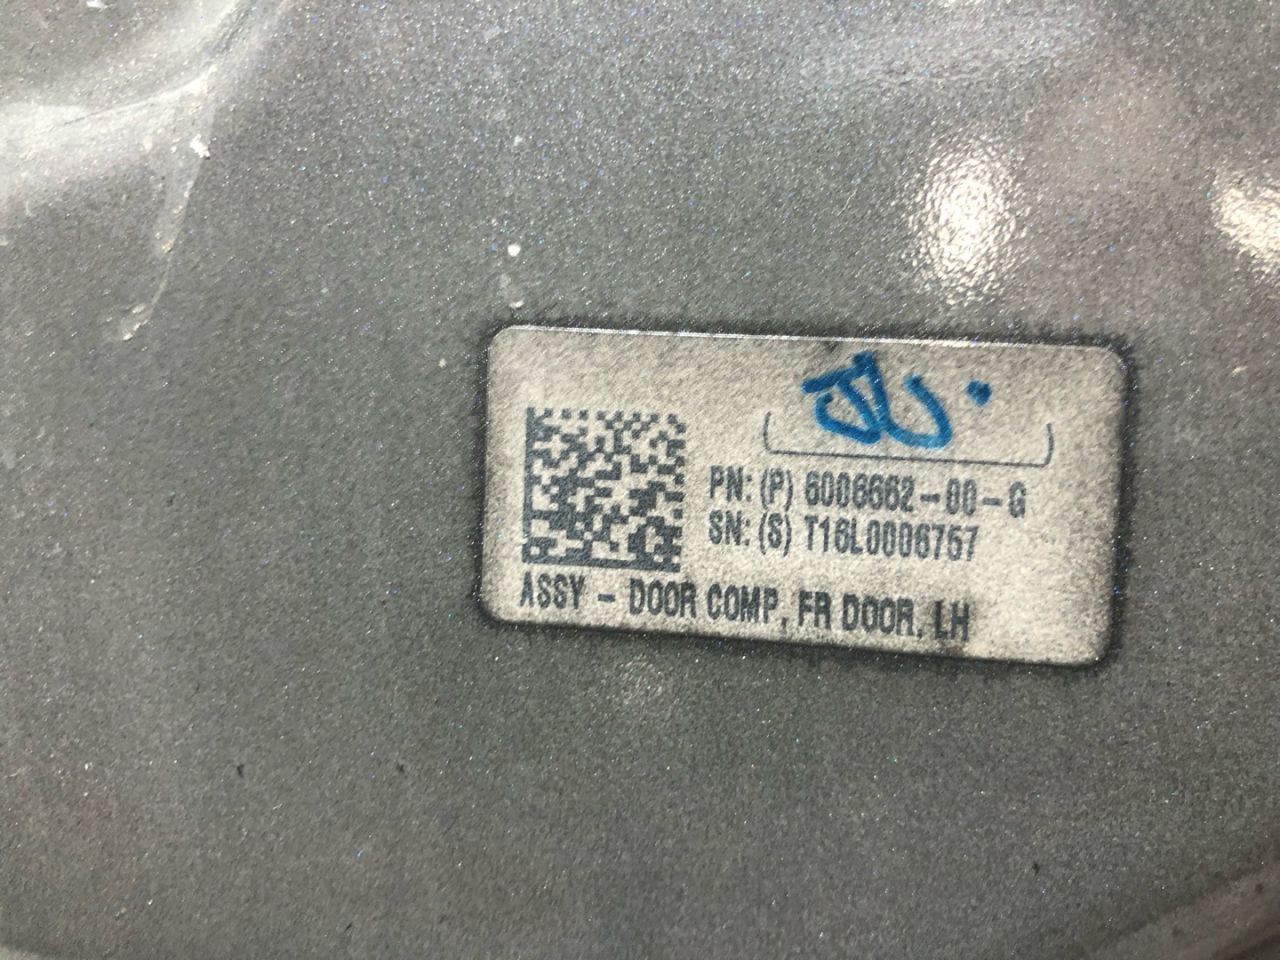 PN: (P) 6006662-00-G
SN: (S) T16L0006757
ASSY - DOOR COMP, FR DOOR, LH